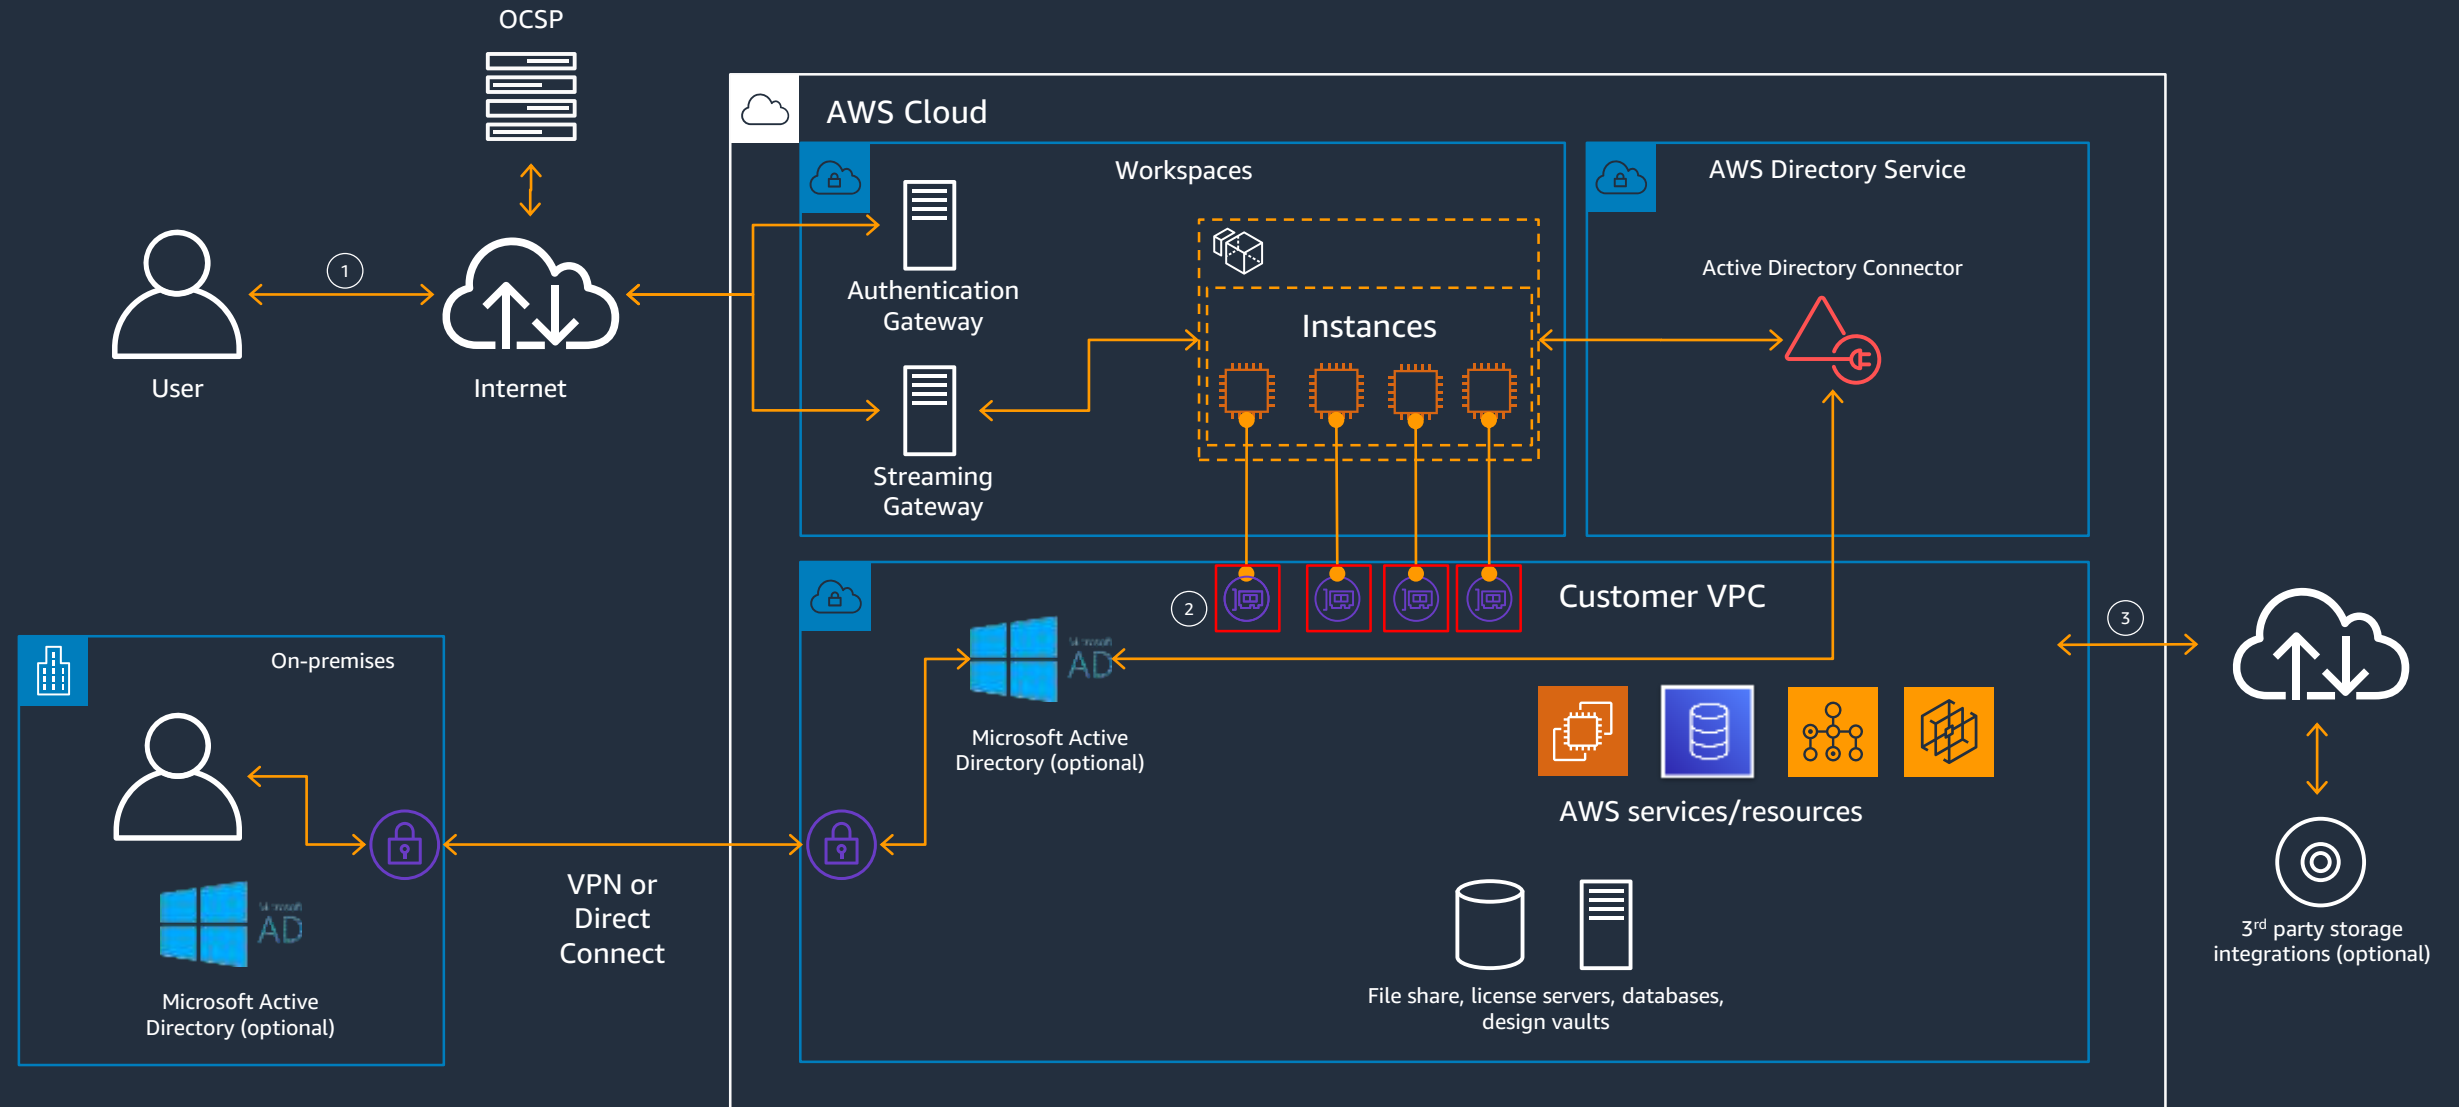 OCSP
AWS Cloud
Workspaces
AWS Directory Service
1
User
Internet
Authentication
Gateway
Streaming
Gateway
Instances
Active Directory Connector
2
Customer VPC
3
On-premises
Microsoft
AD
Microsoft Active
Directory (optional)
AWS services/resources
VPN or
Direct
Connect
Microsoft
AD
Microsoft Active
Directory (optional)
File share, license servers, databases,
design vaults
3rd party storage
integrations (optional)